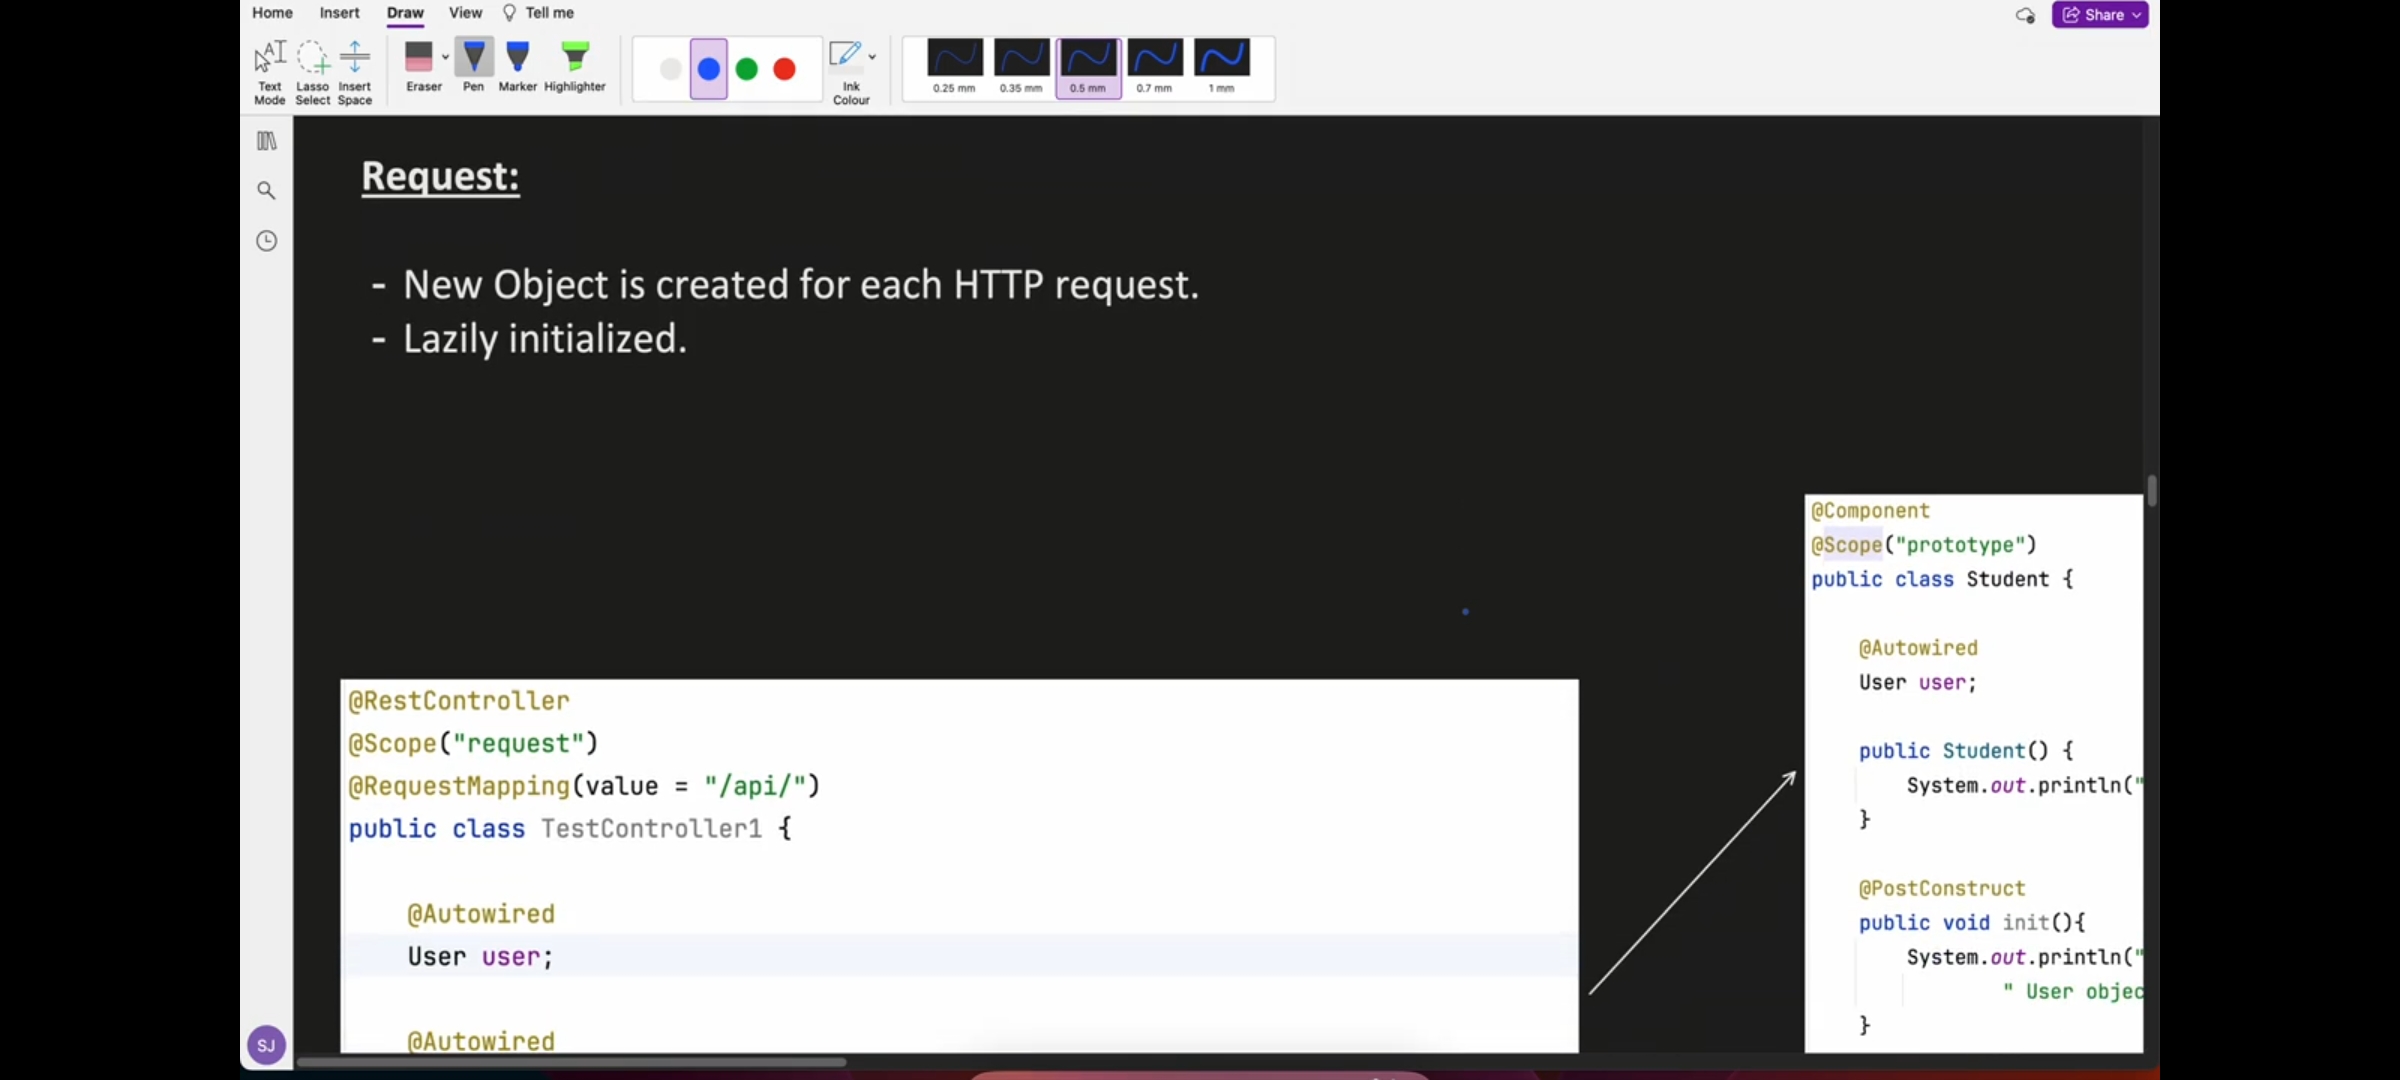 Home Insert Draw View Tell me
Share
Text Mode
Lasso Select
Insert Space
Eraser
Pen
Marker
Highlighter
Ink Colour
0.25 mm
0.35 mm
0.5 mm
0.7 mm
1 mm
Request:
- New Object is created for each HTTP request.
- Lazily initialized.
@RestController
@Scope("request")
@RequestMapping(value = "/api/")
public class TestController1 {
@Autowired
User user;
@Autowired
@Component
@Scope("prototype")
public class Student {
@Autowired
User user;
public Student() {
System.out.println("
}
@PostConstruct
public void init(){
System.out.println("
" User objec
}
SJ